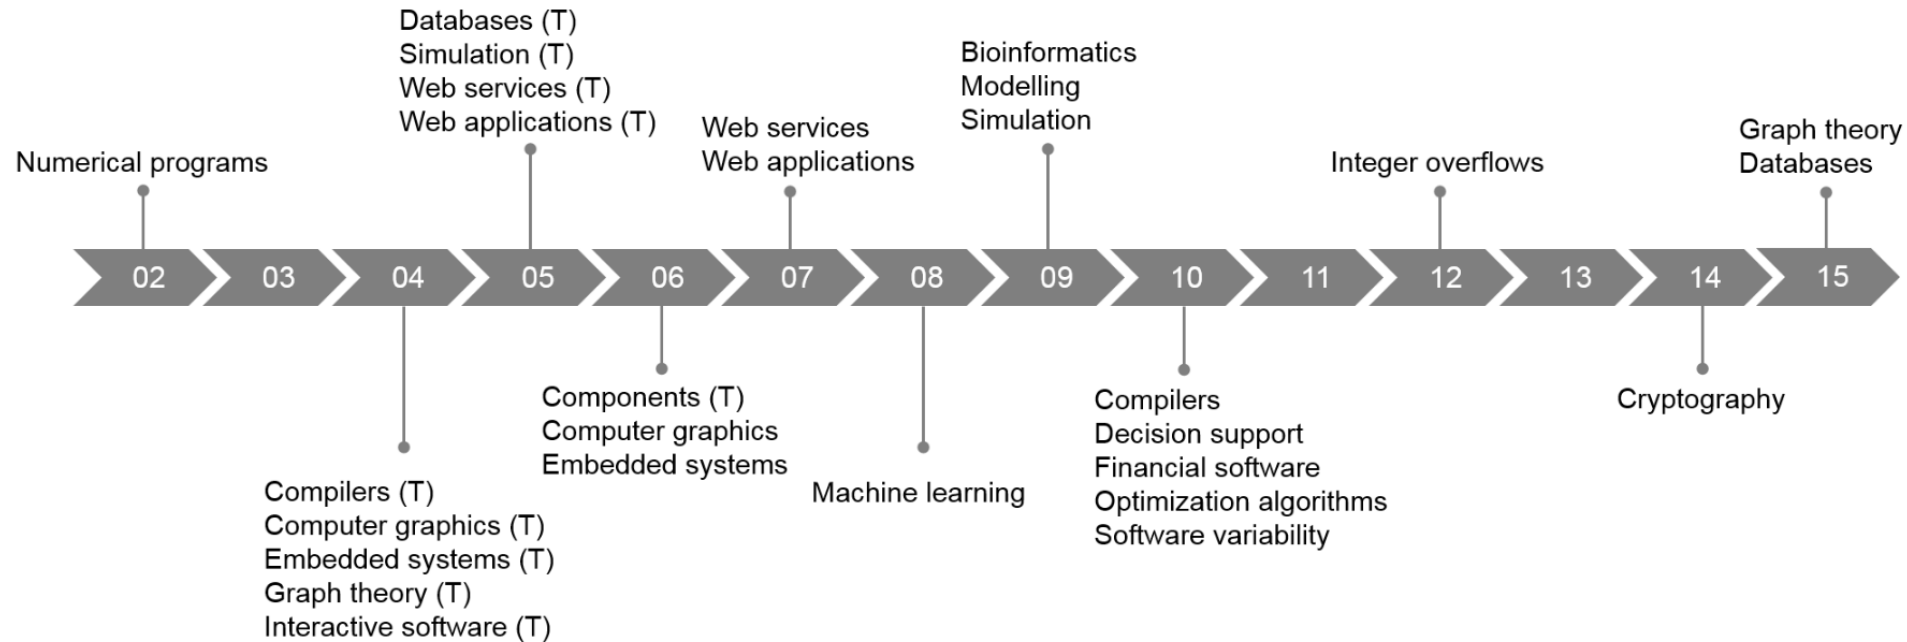 Databases (T)
Simulation (T)
Web services (T)
Web applications (T)
Bioinformatics
Modelling
Simulation
Web services
Web applications
Graph theory
Databases
Numerical programs
Integer overflows
02 03 04 05 06 07 08 09 10 11 12 13 14 15
Components (T)
Computer graphics
Embedded systems
Compilers
Decision support
Financial software
Optimization algorithms
Software variability
Cryptography
Compilers (T)
Computer graphics (T)
Embedded systems (T)
Graph theory (T)
Interactive software (T)
Machine learning